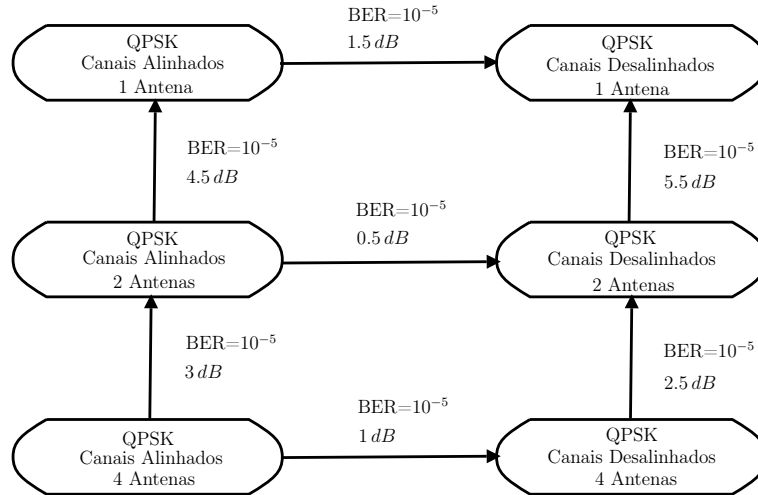 BER=10⁻⁵
1.5 dB
QPSK
Canais Alinhados
1 Antena
QPSK
Canais Desalinhados
1 Antena
BER=10⁻⁵
4.5 dB
BER=10⁻⁵
5.5 dB
BER=10⁻⁵
0.5 dB
QPSK
Canais Alinhados
2 Antenas
QPSK
Canais Desalinhados
2 Antenas
BER=10⁻⁵
3 dB
BER=10⁻⁵
2.5 dB
BER=10⁻⁵
1 dB
QPSK
Canais Alinhados
4 Antenas
QPSK
Canais Desalinhados
4 Antenas